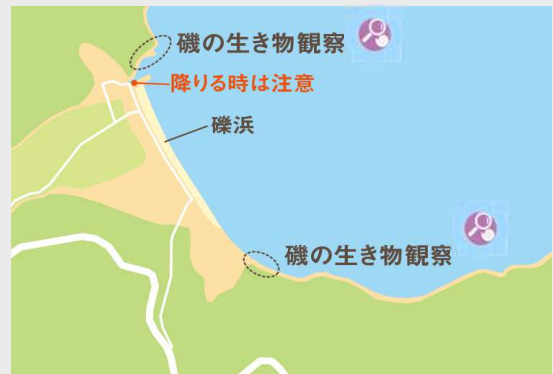 磯の生き物観察
降りる時は注意
礫浜
磯の生き物観察